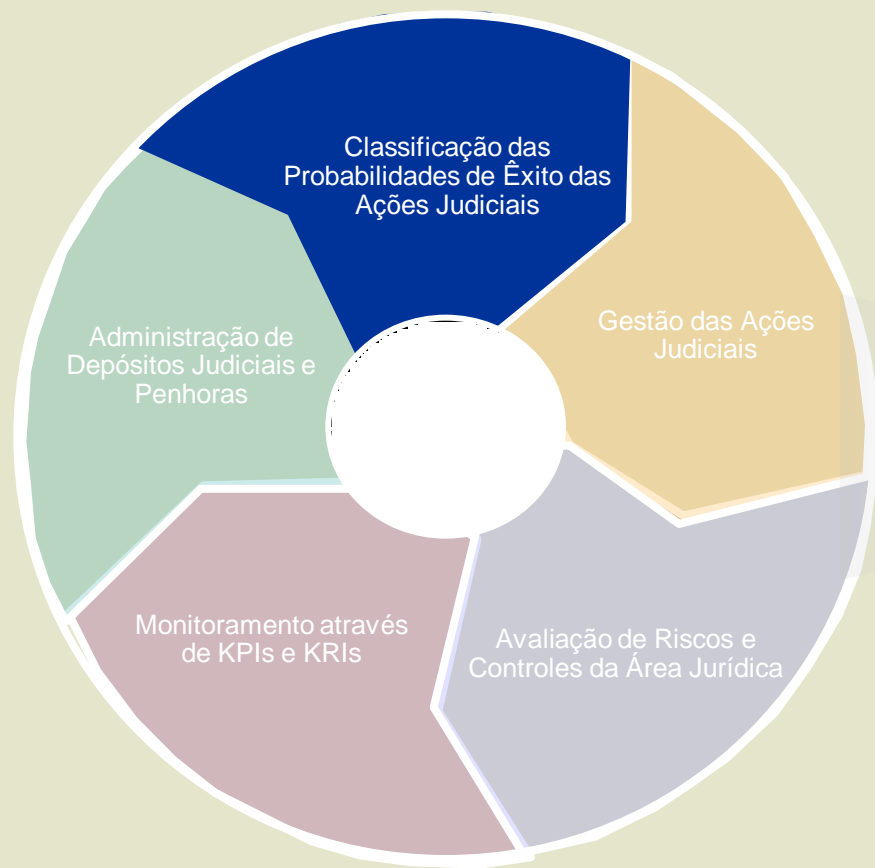 Classificação das
Probabilidades de Êxito das
Ações Judiciais
Gestão das Ações
Judiciais
Avaliação de Riscos e
Controles da Área Jurídica
Monitoramento através
de KPIs e KRIs
Administração de
Depósitos Judiciais e
Penhoras